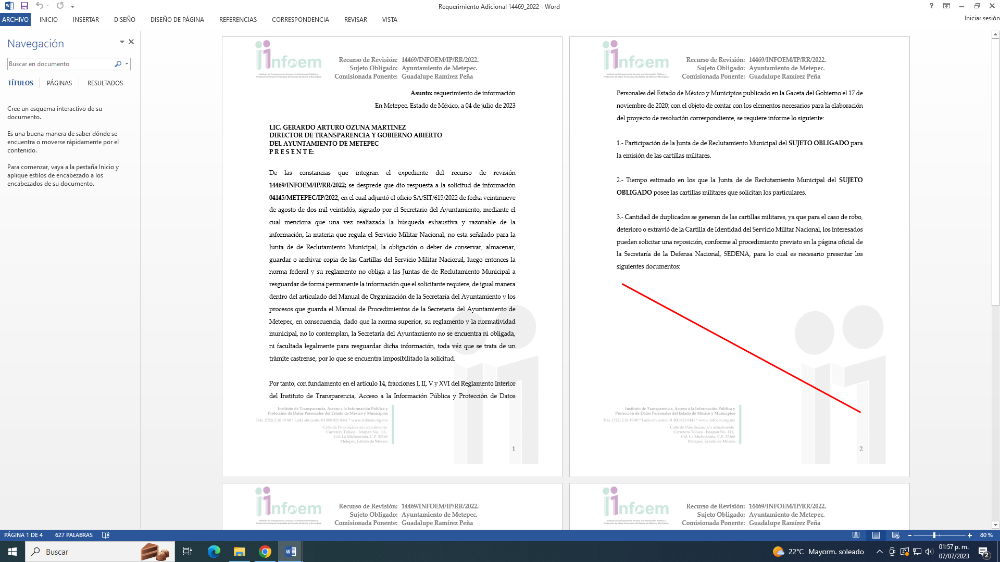 Requerimiento Adicional 14469_2022 - Word
ARCHIVO INICIO INSERTAR DISEÑO DISEÑO DE PÁGINA REFERENCIAS CORRESPONDENCIA REVISAR VISTA
Iniciar sesión
Navegación
Buscar en documento
TÍTULOS PÁGINAS RESULTADOS
Cree un esquema interactivo de su
documento.
Es una buena manera de saber dónde se
encuentra o moverse rápidamente por el
contenido.
Para comenzar, vaya a la pestaña Inicio y
aplique estilos de encabezado a los
encabezados de su documento.
infoem
Instituto de Transparencia, Acceso a la Información Pública y
Protección de Datos Personales del Estado de México y Municipios
Recurso de Revisión: 14469/INFOEM/IP/RR/2022.
Sujeto Obligado: Ayuntamiento de Metepec.
Comisionada Ponente: Guadalupe Ramírez Peña
Asunto: requerimiento de información
En Metepec, Estado de México, a 04 de julio de 2023
LIC. GERARDO ARTURO OZUNA MARTÍNEZ
DIRECTOR DE TRANSPARENCIA Y GOBIERNO ABIERTO
DEL AYUNTAMIENTO DE METEPEC
P R E S E N T E:
De las constancias que integran el expediente del recurso de revisión
14469/INFOEM/IP/RR/2022; se desprede que dio respuesta a la solicitud de información
04145/METEPEC/IP/2022, en el cual adjuntó el oficio SA/SIT/615/2022 de fecha veintinueve
de agosto de dos mil veintidós, signado por el Secretario del Ayuntamiento, mediante el
cual menciona que una vez realiazada la búsqueda exhaustiva y razonable de la
información, la materia que regula el Servicio Militar Nacional, no esta señalado para la
Junta de de Reclutamiento Municipal, la obligación o deber de conservar, almacenar,
guardar o archivar copia de las Cartillas del Servicio Militar Nacional, luego entonces la
norma federal y su reglamento no obliga a las Juntas de de Reclutamiento Municipal a
resguardar de forma permanente la información que el solicitante requiere, de igual manera
dentro del articulado del Manual de Organización de la Secretaría del Ayuntamiento y los
procesos que guarda el Manual de Procedimientos de la Secretaria del Ayuntamiento de
Metepec, en consecuencia, dado que la norma superior, su reglamento y la normatividad
municipal, no lo contemplan, la Secretaria del Ayuntamiento no se encuentra ni obligada,
ni facultada legalmente para resguardar dicha información, toda véz que se trata de un
trámite castrense, por lo que se encuentra imposibilitado la solicitud.
Por tanto, con fundamento en el artículo 14, fracciones I, II, V y XVI del Reglamento Interior
del Instituto de Transparencia, Acceso a la Información Pública y Protección de Datos
Instituto de Transparencia, Acceso a la Información Pública y
Protección de Datos Personales del Estado de México y Municipios
Tels. (722) 2 26 19 80 * Lada sin costo: 01 800 821 0441 * www.infoem.org.mx
Calle de Pino Suárez s/n actualmente
Carretera Toluca - Ixtapan No. 111,
Col. La Michoacana, C.P. 52166
Metepec, Estado de México
1
infoem
Instituto de Transparencia, Acceso a la Información Pública y
Protección de Datos Personales del Estado de México y Municipios
Recurso de Revisión: 14469/INFOEM/IP/RR/2022.
Sujeto Obligado: Ayuntamiento de Metepec.
Comisionada Ponente: Guadalupe Ramírez Peña
Personales del Estado de México y Municipios publicado en la Gaceta del Gobierno el 17 de
noviembre de 2020; con el objeto de contar con los elementos necesarios para la elaboración
del proyecto de resolución correspondiente, se requiere informe lo siguiente:
1.- Participación de la Junta de de Reclutamiento Municipal del SUJETO OBLIGADO para
la emisión de las cartillas militares.
2.- Tiempo estimado en los que la Junta de de Reclutamiento Municipal del SUJETO
OBLIGADO posee las cartillas militares que solicitan los particulares.
3.- Cantidad de duplicados se generan de las cartillas militares, ya que para el caso de robo,
deterioro o extravió de la Cartilla de Identidad del Servicio Militar Nacional, los interesados
pueden solicitar una reposición, conforme al procedimiento previsto en la página oficial de
la Secretaría de la Defensa Nacional, SEDENA, para lo cual es necesario presentar los
siguientes documentos:
Instituto de Transparencia, Acceso a la Información Pública y
Protección de Datos Personales del Estado de México y Municipios
Tels. (722) 2 26 19 80 * Lada sin costo: 01 800 821 0441 * www.infoem.org.mx
Calle de Pino Suárez s/n actualmente
Carretera Toluca - Ixtapan No. 111,
Col. La Michoacana, C.P. 52166
Metepec, Estado de México
2
infoem
Instituto de Transparencia, Acceso a la Información Pública y
Protección de Datos Personales del Estado de México y Municipios
Recurso de Revisión: 14469/INFOEM/IP/RR/2022.
Sujeto Obligado: Ayuntamiento de Metepec.
Comisionada Ponente: Guadalupe Ramírez Peña
infoem
Instituto de Transparencia, Acceso a la Información Pública y
Protección de Datos Personales del Estado de México y Municipios
Recurso de Revisión: 14469/INFOEM/IP/RR/2022.
Sujeto Obligado: Ayuntamiento de Metepec.
Comisionada Ponente: Guadalupe Ramírez Peña
PÁGINA 1 DE 4 627 PALABRAS
80 %
Buscar
22°C Mayorm. soleado
01:57 p. m.
07/07/2023
2